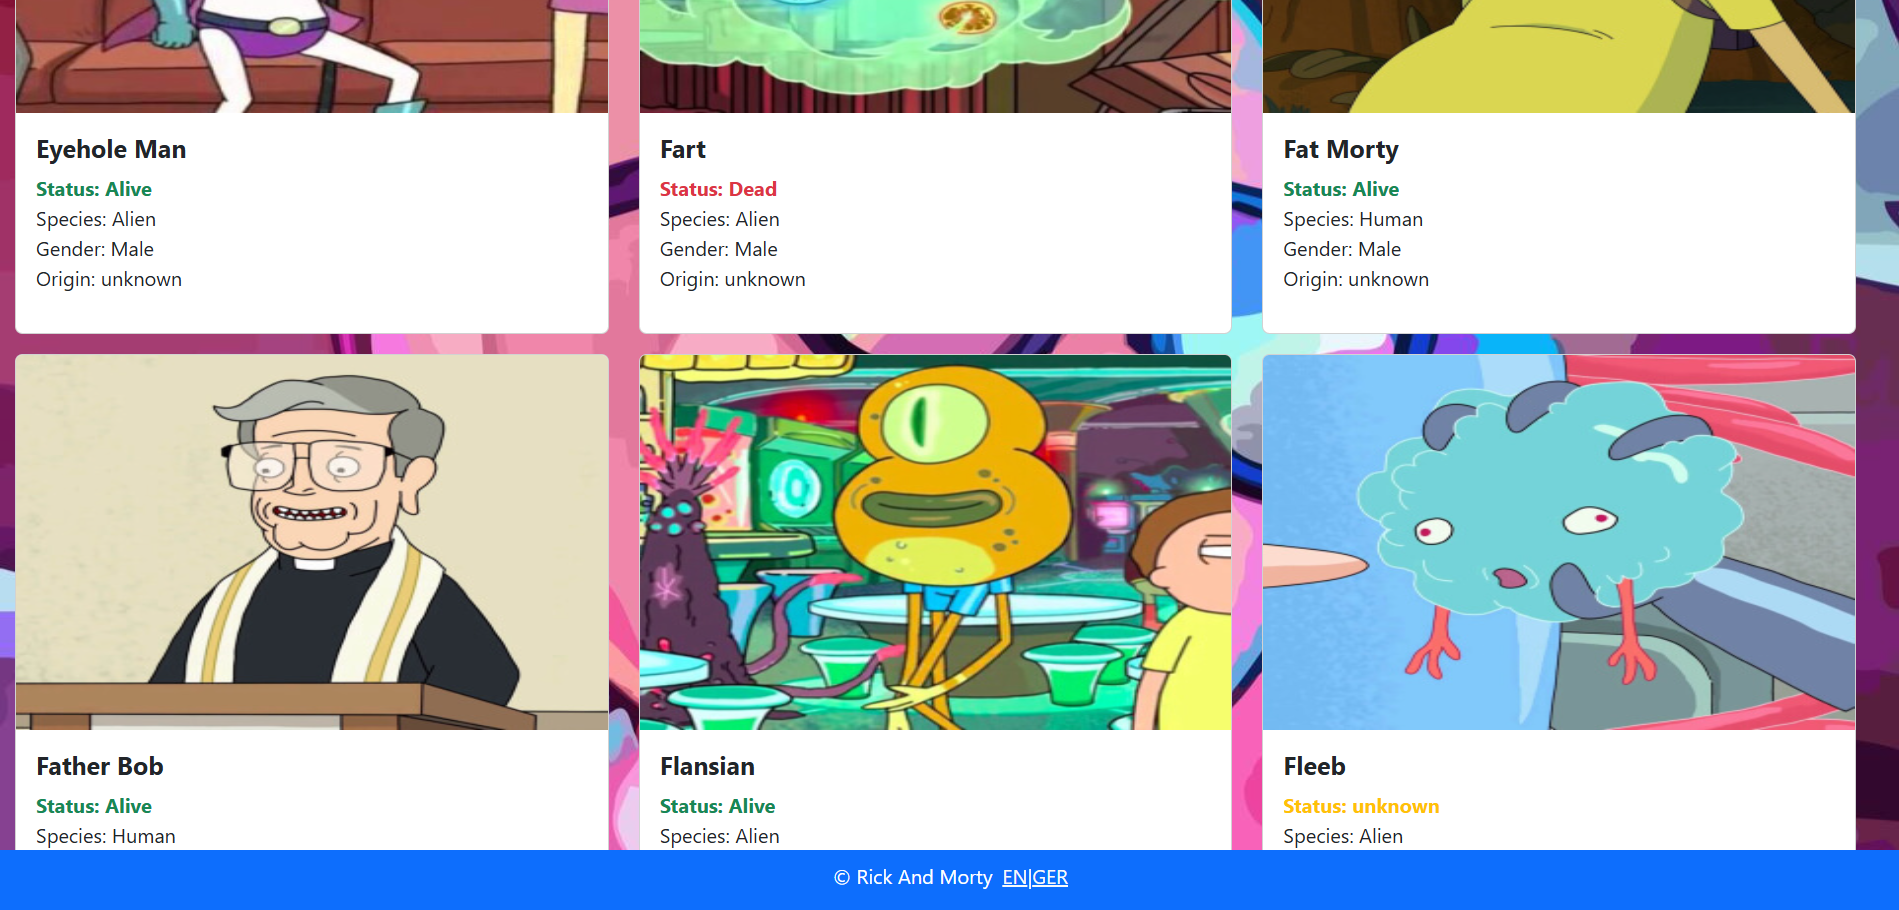 Eyehole Man
Status: Alive
Species: Alien
Gender: Male
Origin: unknown
Fart
Status: Dead
Species: Alien
Gender: Male
Origin: unknown
Fat Morty
Status: Alive
Species: Human
Gender: Male
Origin: unknown
Father Bob
Status: Alive
Species: Human
Flansian
Status: Alive
Species: Alien
Fleeb
Status: unknown
Species: Alien
© Rick And Morty EN|GER